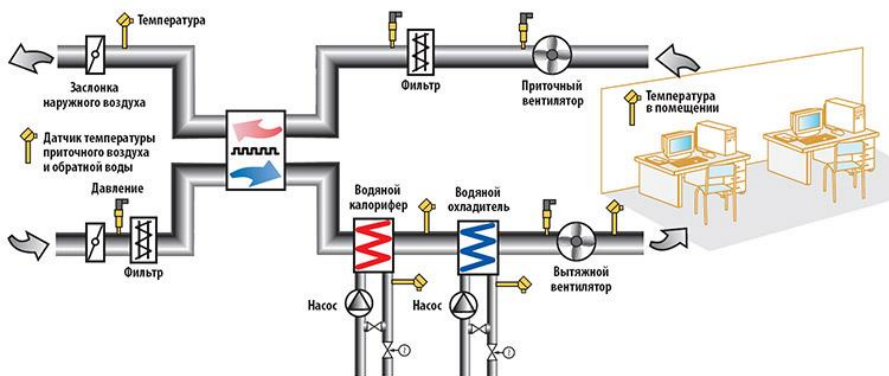 Температура
Заслонка
наружного воздуха
Датчик температуры
приточного воздуха
и обратной воды
Давление
Фильтр
Фильтр
Приточный
вентилятор
Температура
в помещении
Водяной
калорифер
Водяной
охладитель
Вытяжной
вентилятор
Насос
Насос